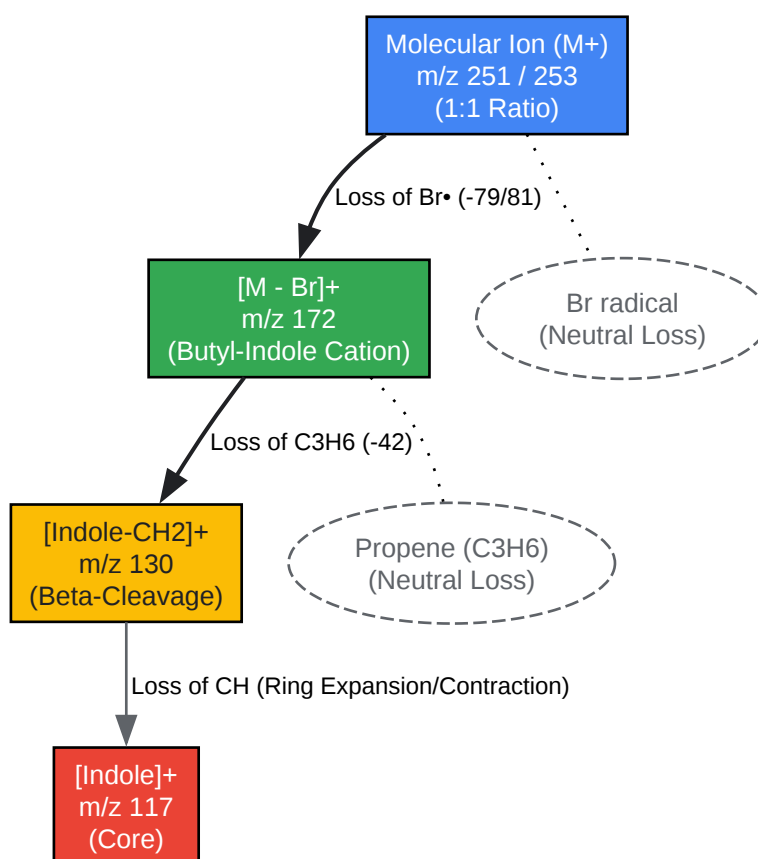 Molecular Ion (M+)
m/z 251 / 253
(1:1 Ratio)
Loss of Br• (-79/81)
[M - Br]+
m/z 172
(Butyl-Indole Cation)
Br radical
(Neutral Loss)
Loss of C3H6 (-42)
[Indole-CH2]+
m/z 130
(Beta-Cleavage)
Propene (C3H6)
(Neutral Loss)
Loss of CH (Ring Expansion/Contraction)
[Indole]+
m/z 117
(Core)